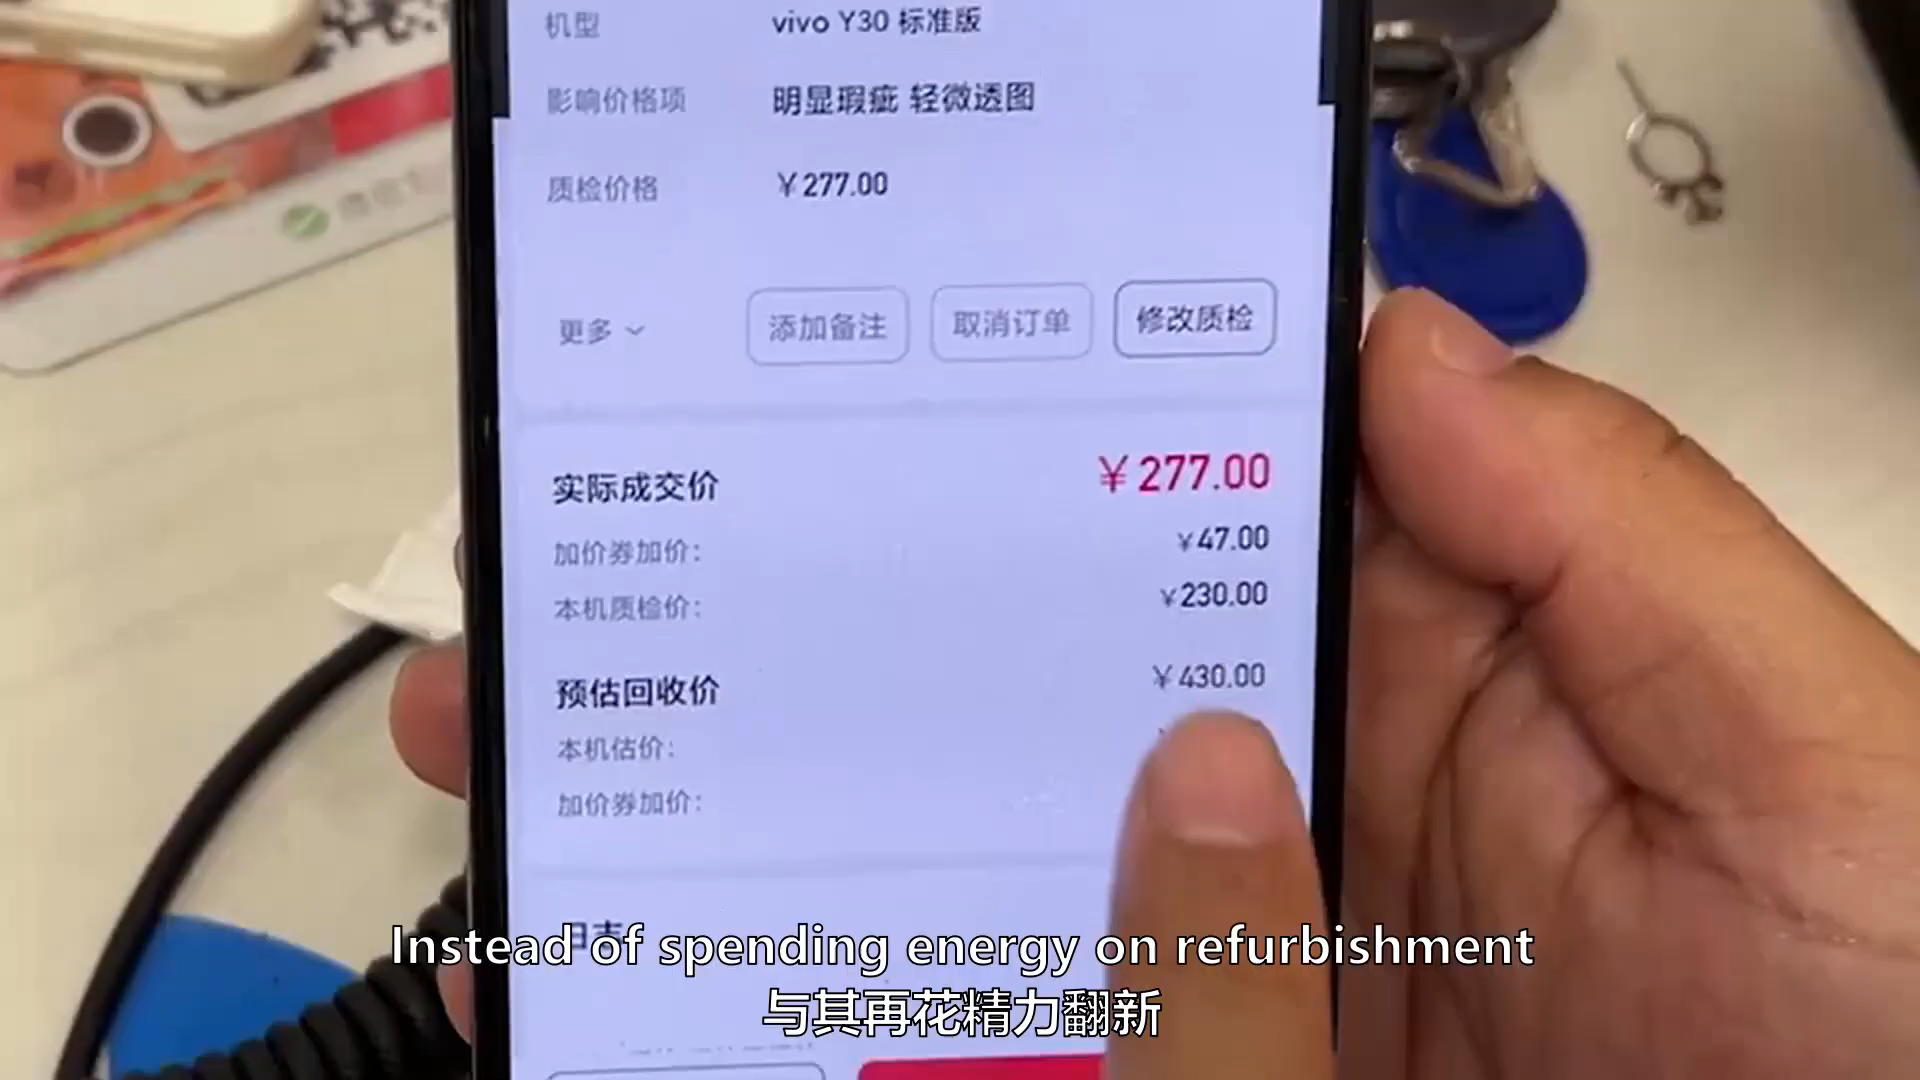 机型 vivo Y30 标准版
影响价格项 明显瑕疵 轻微透图
质检价格 ￥277.00
更多 添加备注 取消订单 修改质检
实际成交价 ￥277.00
加价券加价: ￥47.00
本机质检价: ￥230.00
预估回收价 ￥430.00
本机估价:
加价券加价:
Instead of spending energy on refurbishment
与其再花精力翻新